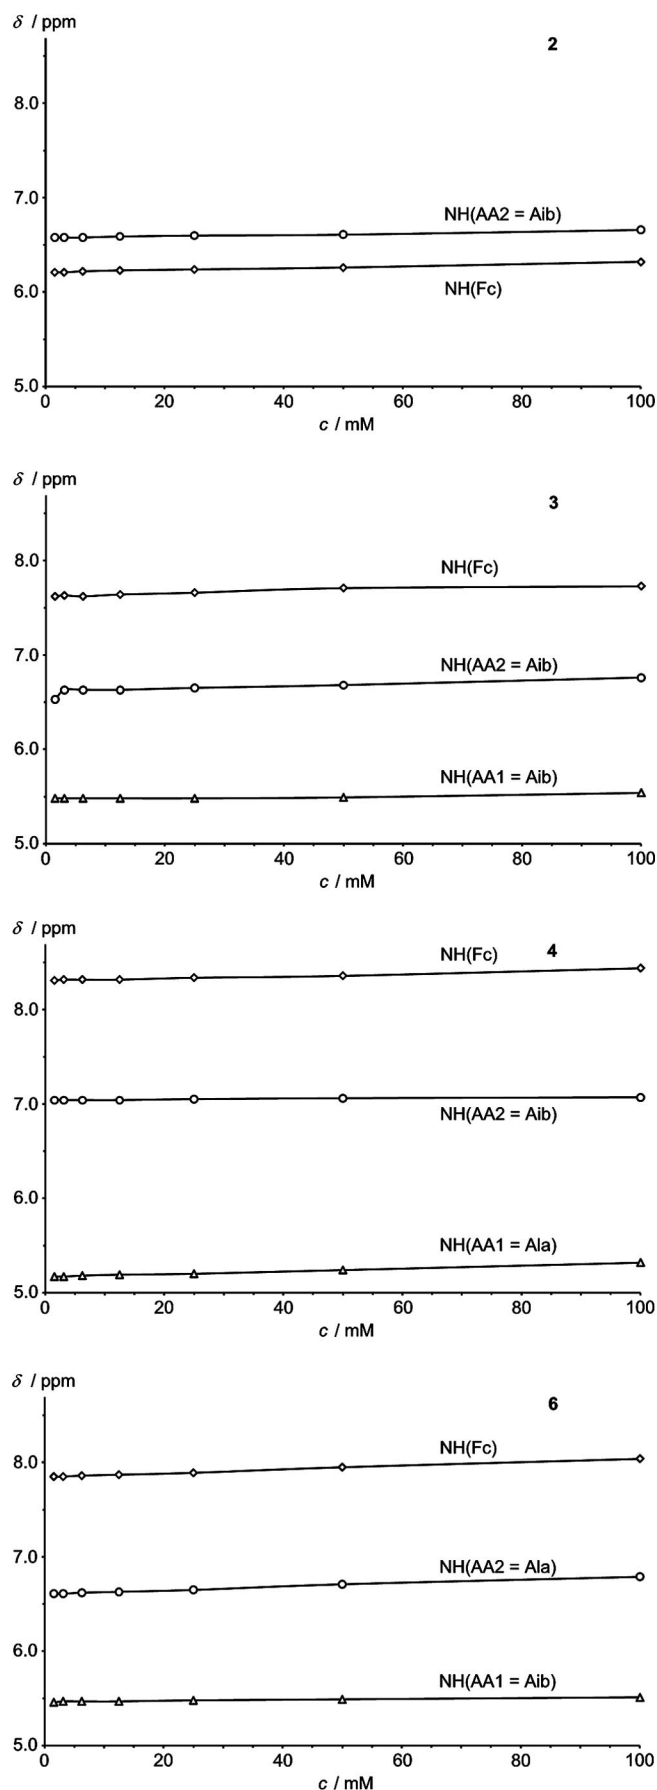 δ / ppm
2
8.0
7.0
NH(AA2 = Aib)
6.0
NH(Fc)
5.0
0 20 40 60 80 100
c / mM
δ / ppm
3
8.0
NH(Fc)
7.0
NH(AA2 = Aib)
6.0
NH(AA1 = Aib)
5.0
0 20 40 60 80 100
c / mM
δ / ppm
NH(Fc) 4
8.0
7.0
NH(AA2 = Aib)
6.0
NH(AA1 = Ala)
5.0
0 20 40 60 80 100
c / mM
δ / ppm
6
NH(Fc)
8.0
7.0
NH(AA2 = Ala)
6.0
NH(AA1 = Aib)
5.0
0 20 40 60 80 100
c / mM